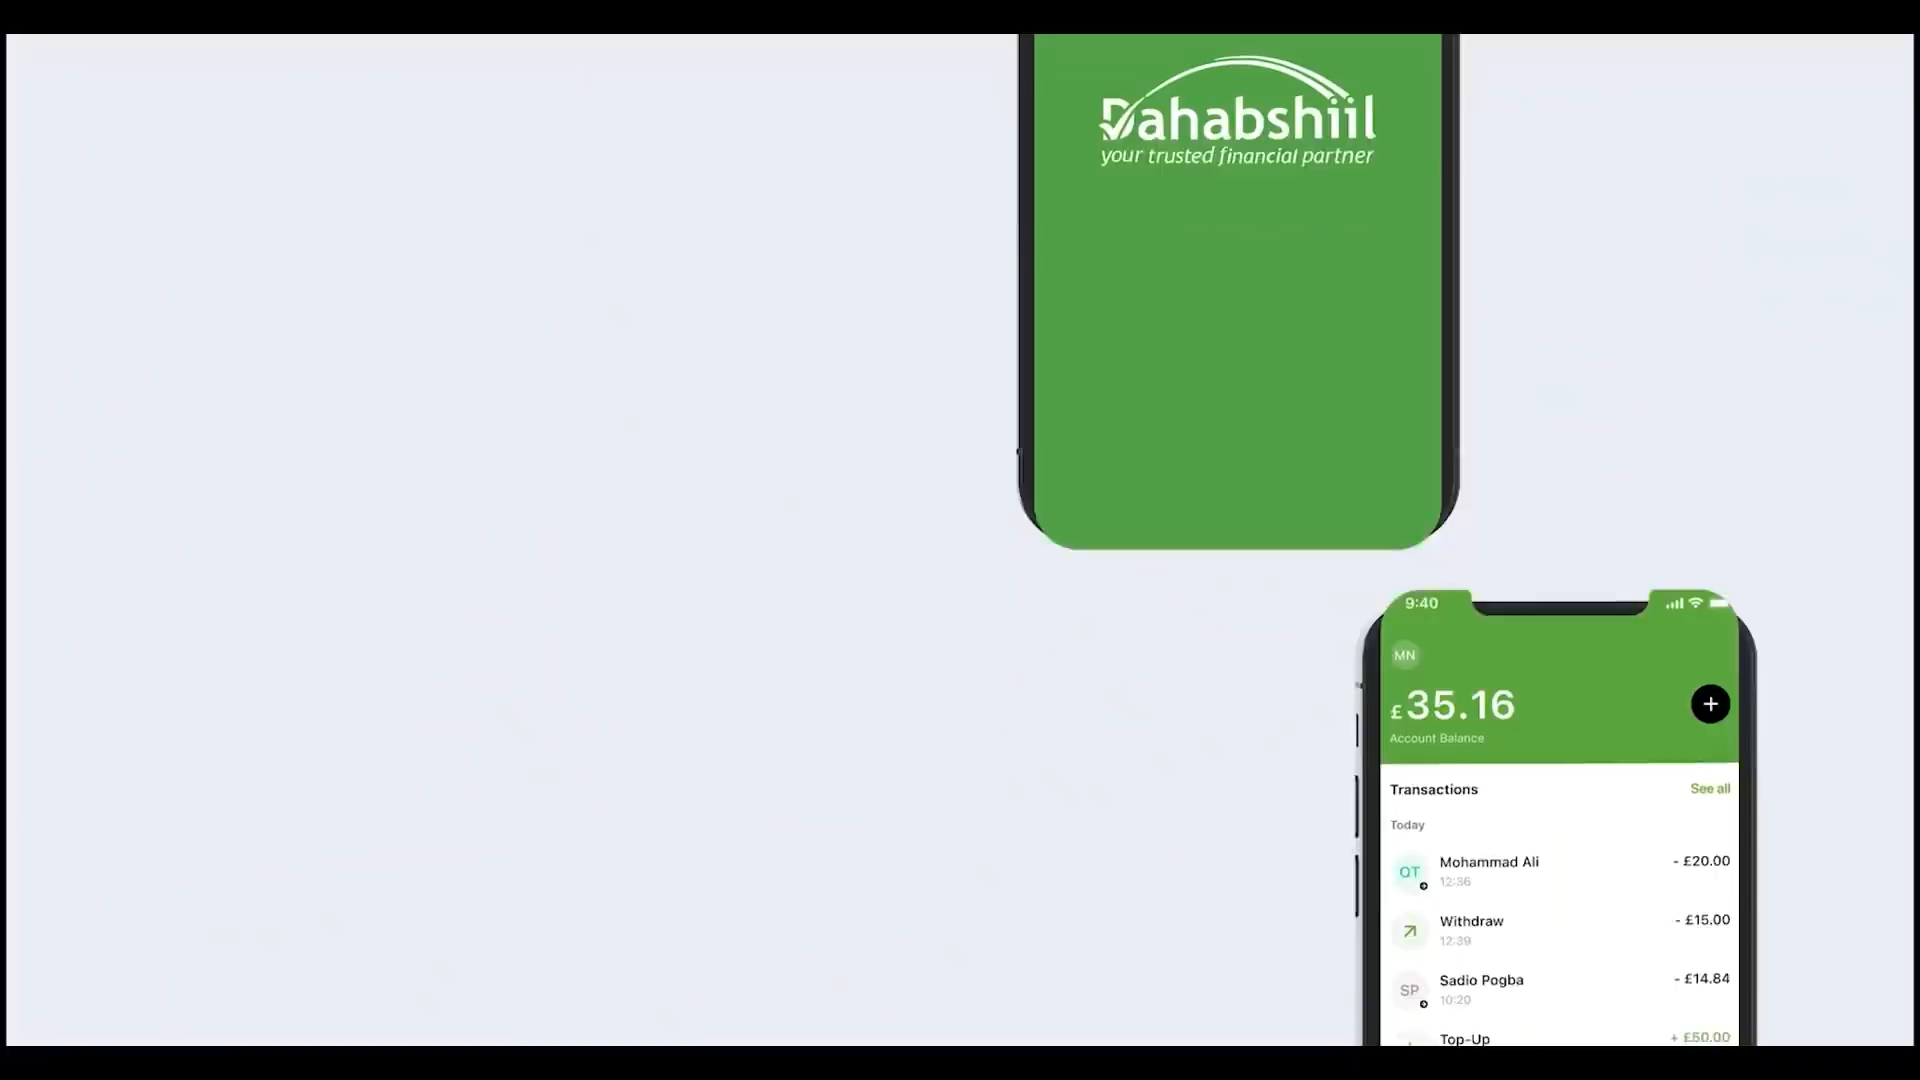 Dahabshiil
your trusted financial partner
9:40
MN
£35.16
Account Balance
Transactions
See all
Today
QT
Mohammad Ali
- £20.00
12:36
Withdraw
- £15.00
12:39
SP
Sadio Pogba
- £14.84
10:20
Top-Up
+ £50.00